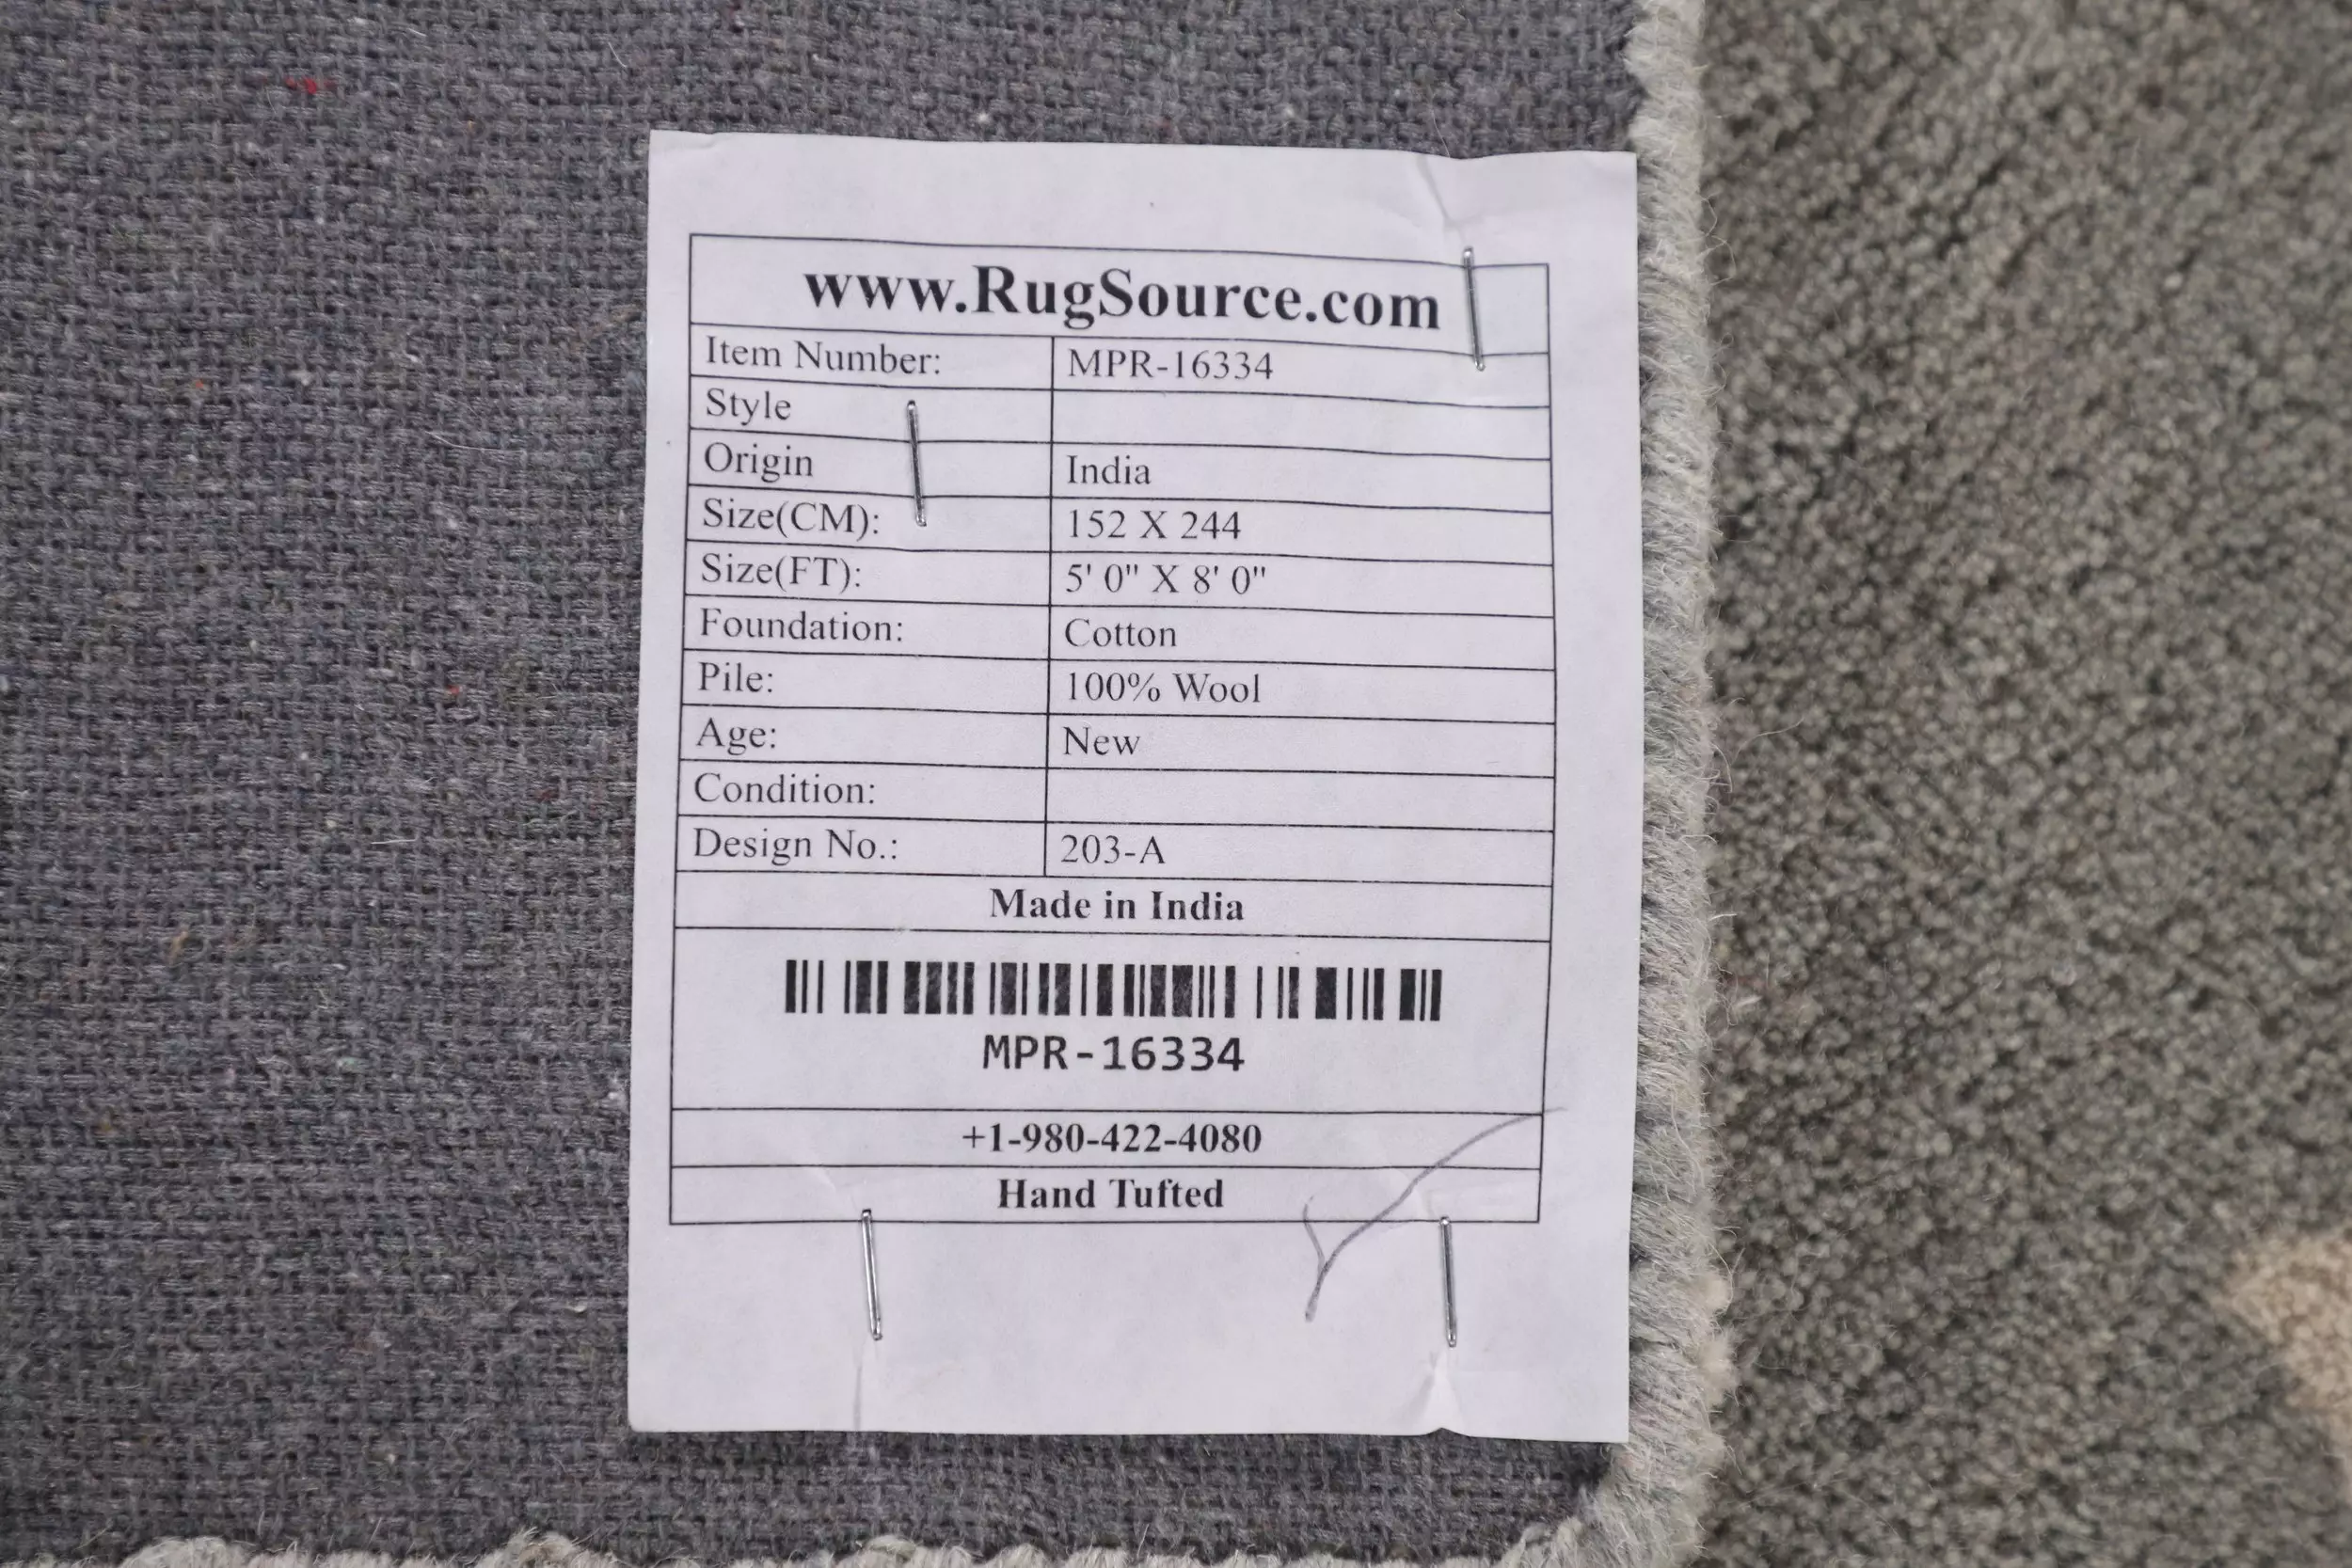 www.RugSource.com
Item Number: MPR-16334
Style
Origin India
Size(CM): 152 X 244
Size(FT): 5' 0" X 8' 0"
Foundation: Cotton
Pile: 100% Wool
Age: New
Condition:
Design No.: 203-A
Made in India
MPR-16334
+1-980-422-4080
Hand Tufted